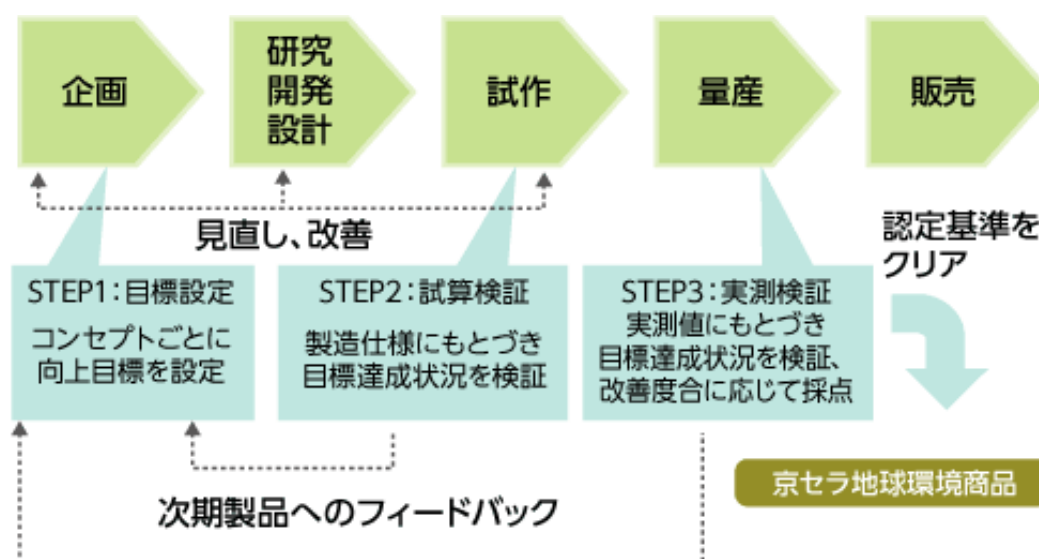 企画
研究
開発
設計
試作
量産
販売
見直し、改善
認定基準を
クリア
STEP1:目標設定
コンセプトごとに
向上目標を設定
STEP2:試算検証
製造仕様にもとづき
目標達成状況を検証
STEP3:実測検証
実測値にもとづき
目標達成状況を検証、
改善度合に応じて採点
京セラ地球環境商品
次期製品へのフィードバック